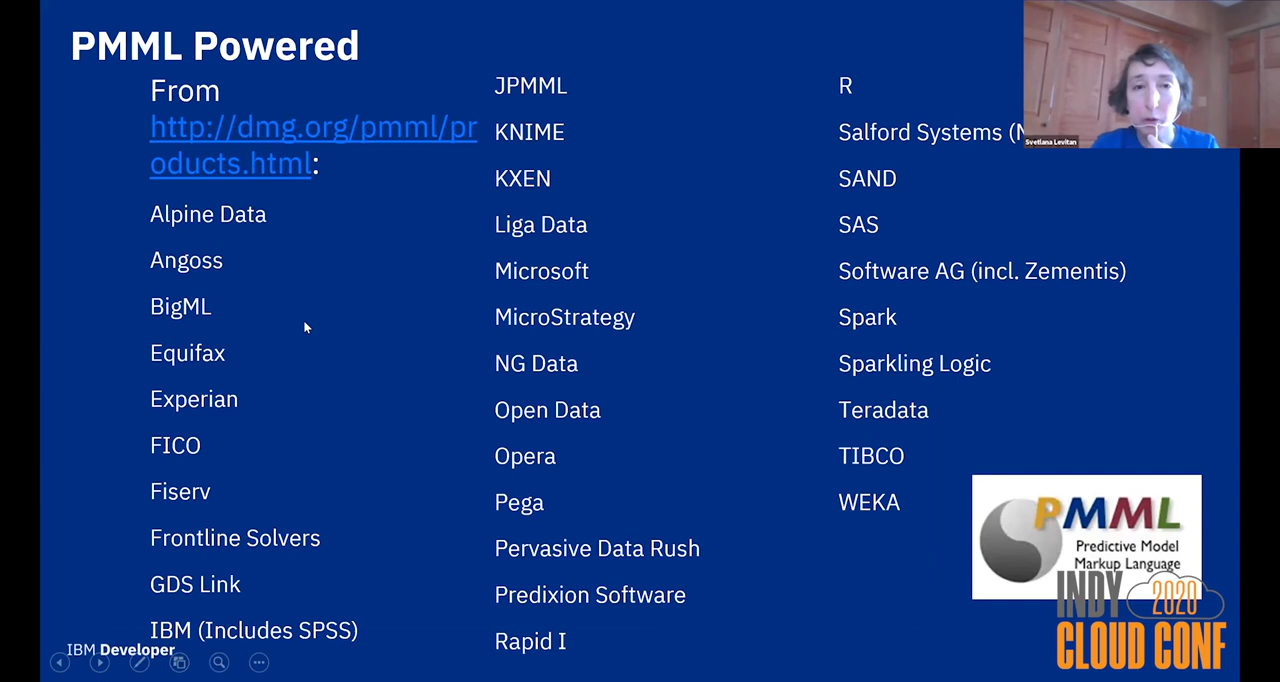 PMML Powered
From
http://dmg.org/pmml/pr
oducts.html:
Alpine Data
Angoss
BigML
Equifax
Experian
FICO
Fiserv
Frontline Solvers
GDS Link
IBM (Includes SPSS)
JPMML
KNIME
KXEN
Liga Data
Microsoft
MicroStrategy
NG Data
Open Data
Opera
Pega
Pervasive Data Rush
Predixion Software
Rapid I
R
Salford Systems (
SAND
SAS
Software AG (incl. Zementis)
Spark
Sparkling Logic
Teradata
TIBCO
WEKA
Svetlana Levitan
PMML
Predictive Model
Markup Language
INDY 2020
CLOUD CONF
IBM Developer